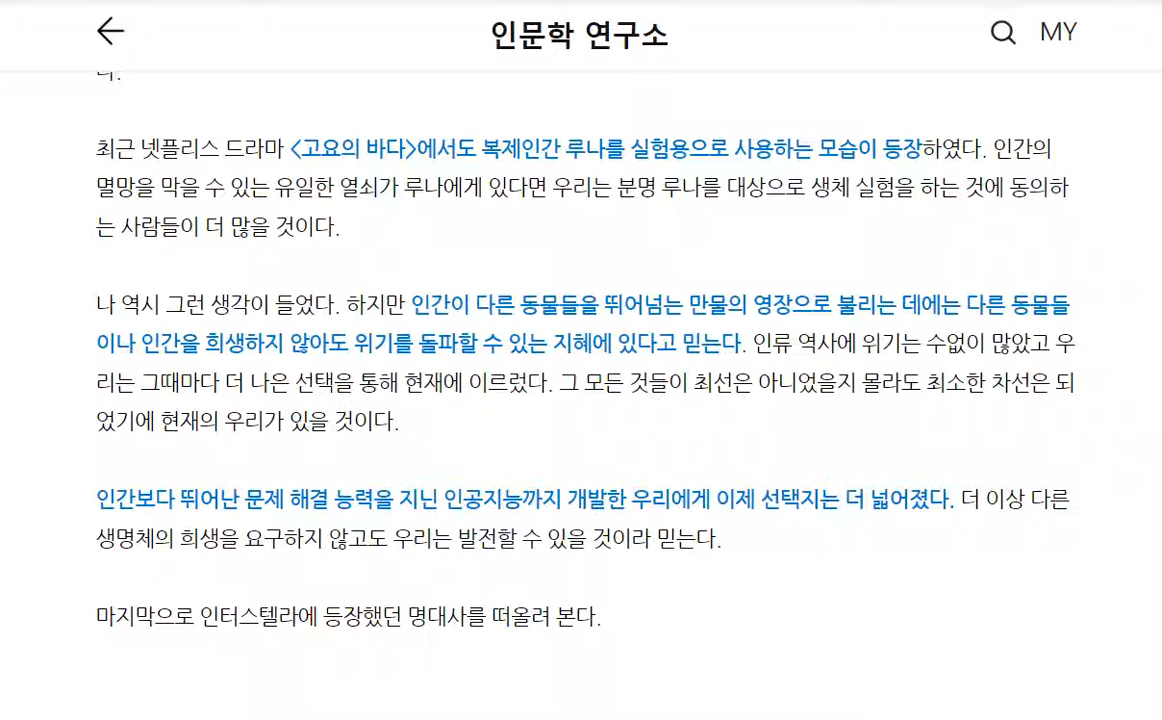 인문학 연구소
MY
다.
최근 넷플리스 드라마 <고요의 바다>에서도 복제인간 루나를 실험용으로 사용하는 모습이 등장하였다. 인간의
멸망을 막을 수 있는 유일한 열쇠가 루나에게 있다면 우리는 분명 루나를 대상으로 생체 실험을 하는 것에 동의하
는 사람들이 더 많을 것이다.
나 역시 그런 생각이 들었다. 하지만 인간이 다른 동물들을 뛰어넘는 만물의 영장으로 불리는 데에는 다른 동물들
이나 인간을 희생하지 않아도 위기를 돌파할 수 있는 지혜에 있다고 믿는다. 인류 역사에 위기는 수없이 많았고 우
리는 그때마다 더 나은 선택을 통해 현재에 이르렀다. 그 모든 것들이 최선은 아니었을지 몰라도 최소한 차선은 되
었기에 현재의 우리가 있을 것이다.
인간보다 뛰어난 문제 해결 능력을 지닌 인공지능까지 개발한 우리에게 이제 선택지는 더 넓어졌다. 더 이상 다른
생명체의 희생을 요구하지 않고도 우리는 발전할 수 있을 것이라 믿는다.
마지막으로 인터스텔라에 등장했던 명대사를 떠올려 본다.